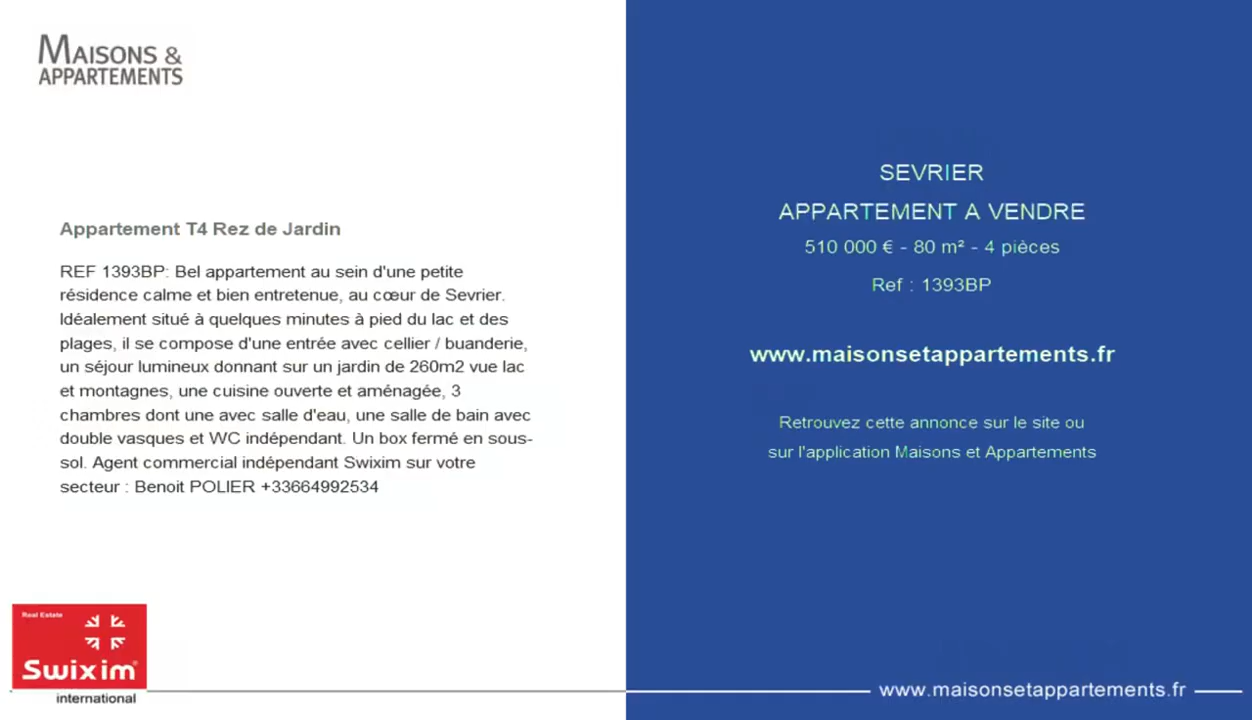 MAISONS &
APPARTEMENTS
Appartement T4 Rez de Jardin
REF 1393BP: Bel appartement au sein d'une petite
résidence calme et bien entretenue, au cœur de Sevrier.
Idéalement situé à quelques minutes à pied du lac et des
plages, il se compose d'une entrée avec cellier / buanderie,
un séjour lumineux donnant sur un jardin de 260m2 vue lac
et montagnes, une cuisine ouverte et aménagée, 3
chambres dont une avec salle d'eau, une salle de bain avec
double vasques et WC indépendant. Un box fermé en sous-
sol. Agent commercial indépendant Swixim sur votre
secteur : Benoit POLIER +33664992534
Real Estate
Swixim®
international
SEVRIER
APPARTEMENT A VENDRE
510 000 € - 80 m² - 4 pièces
Ref : 1393BP
www.maisonsetappartements.fr
Retrouvez cette annonce sur le site ou
sur l'application Maisons et Appartements
www.maisonsetappartements.fr